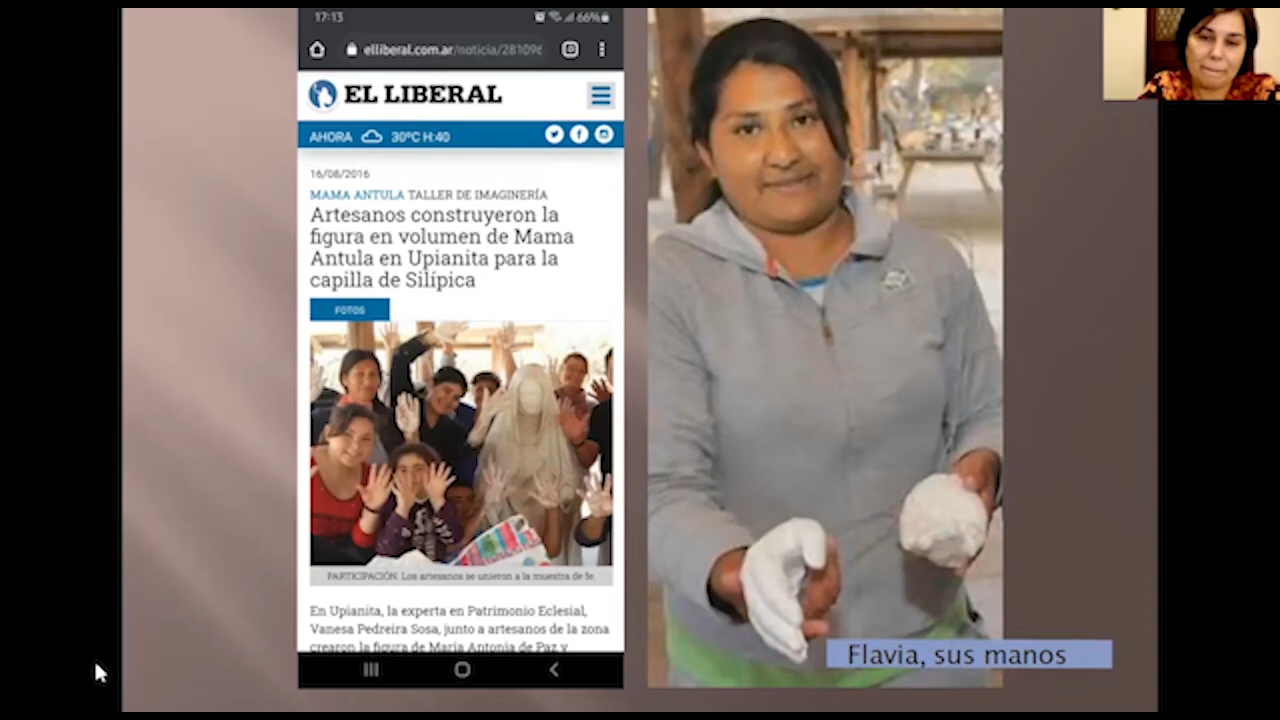 17:13
66%
elliberal.com.ar/noticia/281096
EL LIBERAL
AHORA 30ºC H:40
16/08/2016
MAMA ANTULA TALLER DE IMAGINERÍA
Artesanos construyeron la
figura en volumen de Mama
Antula en Upianita para la
capilla de Silípica
FOTOS
PARTICIPACIÓN. Los artesanos se unieron a la muestra de fe.
En Upianita, la experta en Patrimonio Eclesial,
Vanesa Pedreira Sosa, junto a artesanos de la zona
crearon la figura de María Antonia de Paz y
Flavia, sus manos